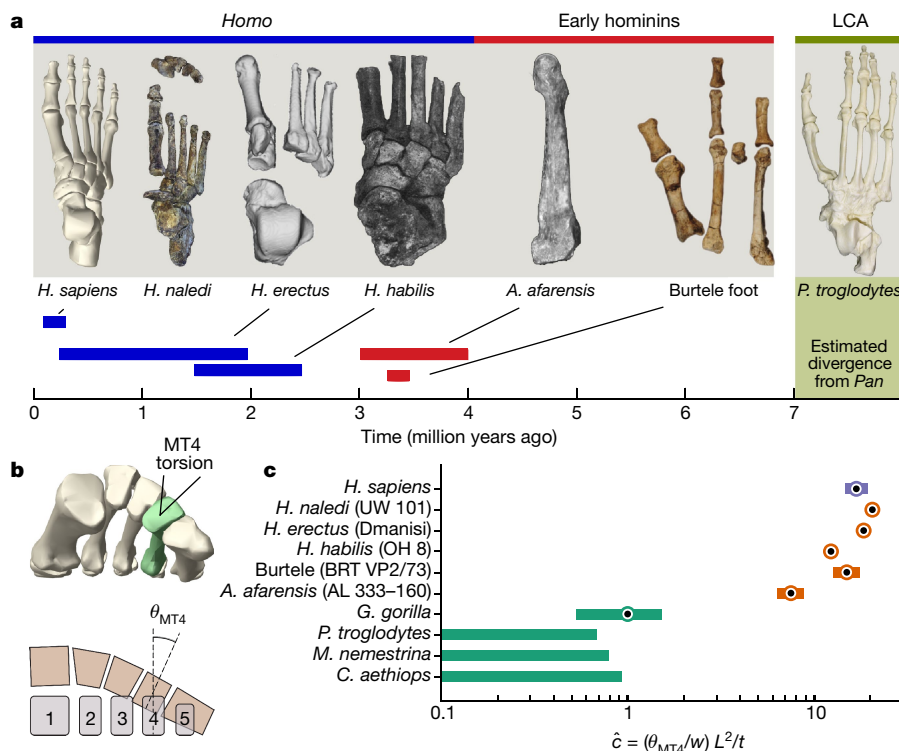 a
Homo
Early hominins
LCA
H. sapiens
H. naledi
H. erectus
H. habilis
A. afarensis
Burtele foot
P. troglodytes
Estimated
divergence
from Pan
0
1
2
3
4
5
6
7
Time (million years ago)
b
MT4
torsion
θMT4
1
2
3
4
5
c
H. sapiens
H. naledi (UW 101)
H. erectus (Dmanisi)
H. habilis (OH 8)
Burtele (BRT VP2/73)
A. afarensis (AL 333–160)
G. gorilla
P. troglodytes
M. nemestrina
C. aethiops
0.1
1
10
ĉ = (θMT4/w) L²/t